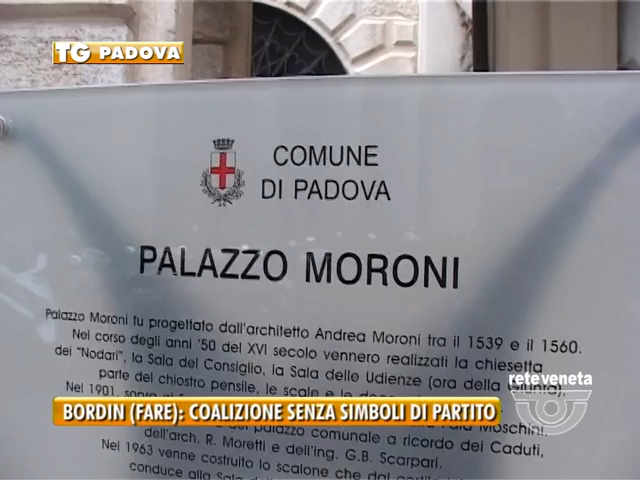 TG PADOVA
COMUNE
DI PADOVA
PALAZZO MORONI
Palazzo Moroni fu progettato dall'architetto Andrea Moroni tra il 1539 e il 1560.
Nel corso degli anni '50 del XVI secolo vennero realizzati la chiesetta
dei "Nodari", la Sala del Consiglio, la Sala delle Udienze (ora della Giunta),
parte del chiostro pensile, le scale e le
Nel 1901, sopra
Moschini,
reteveneta
BORDIN (FARE): COALIZIONE SENZA SIMBOLI DI PARTITO
del palazzo comunale a ricordo dei Caduti,
dell'arch. R. Moretti e dell'ing. G.B. Scarpari.
Nel 1963 venne costruito lo scalone che dal
conduce alla